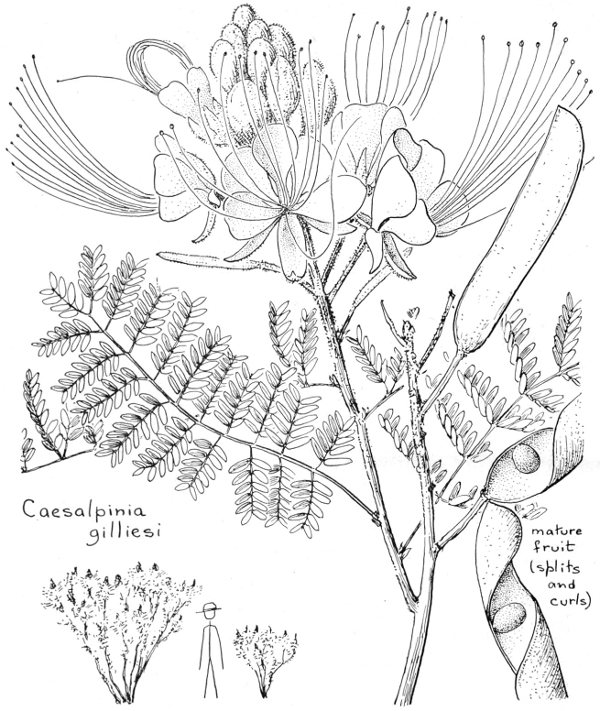 Caesalpinia
gilliesi
mature
fruit
(splits
and
curls)